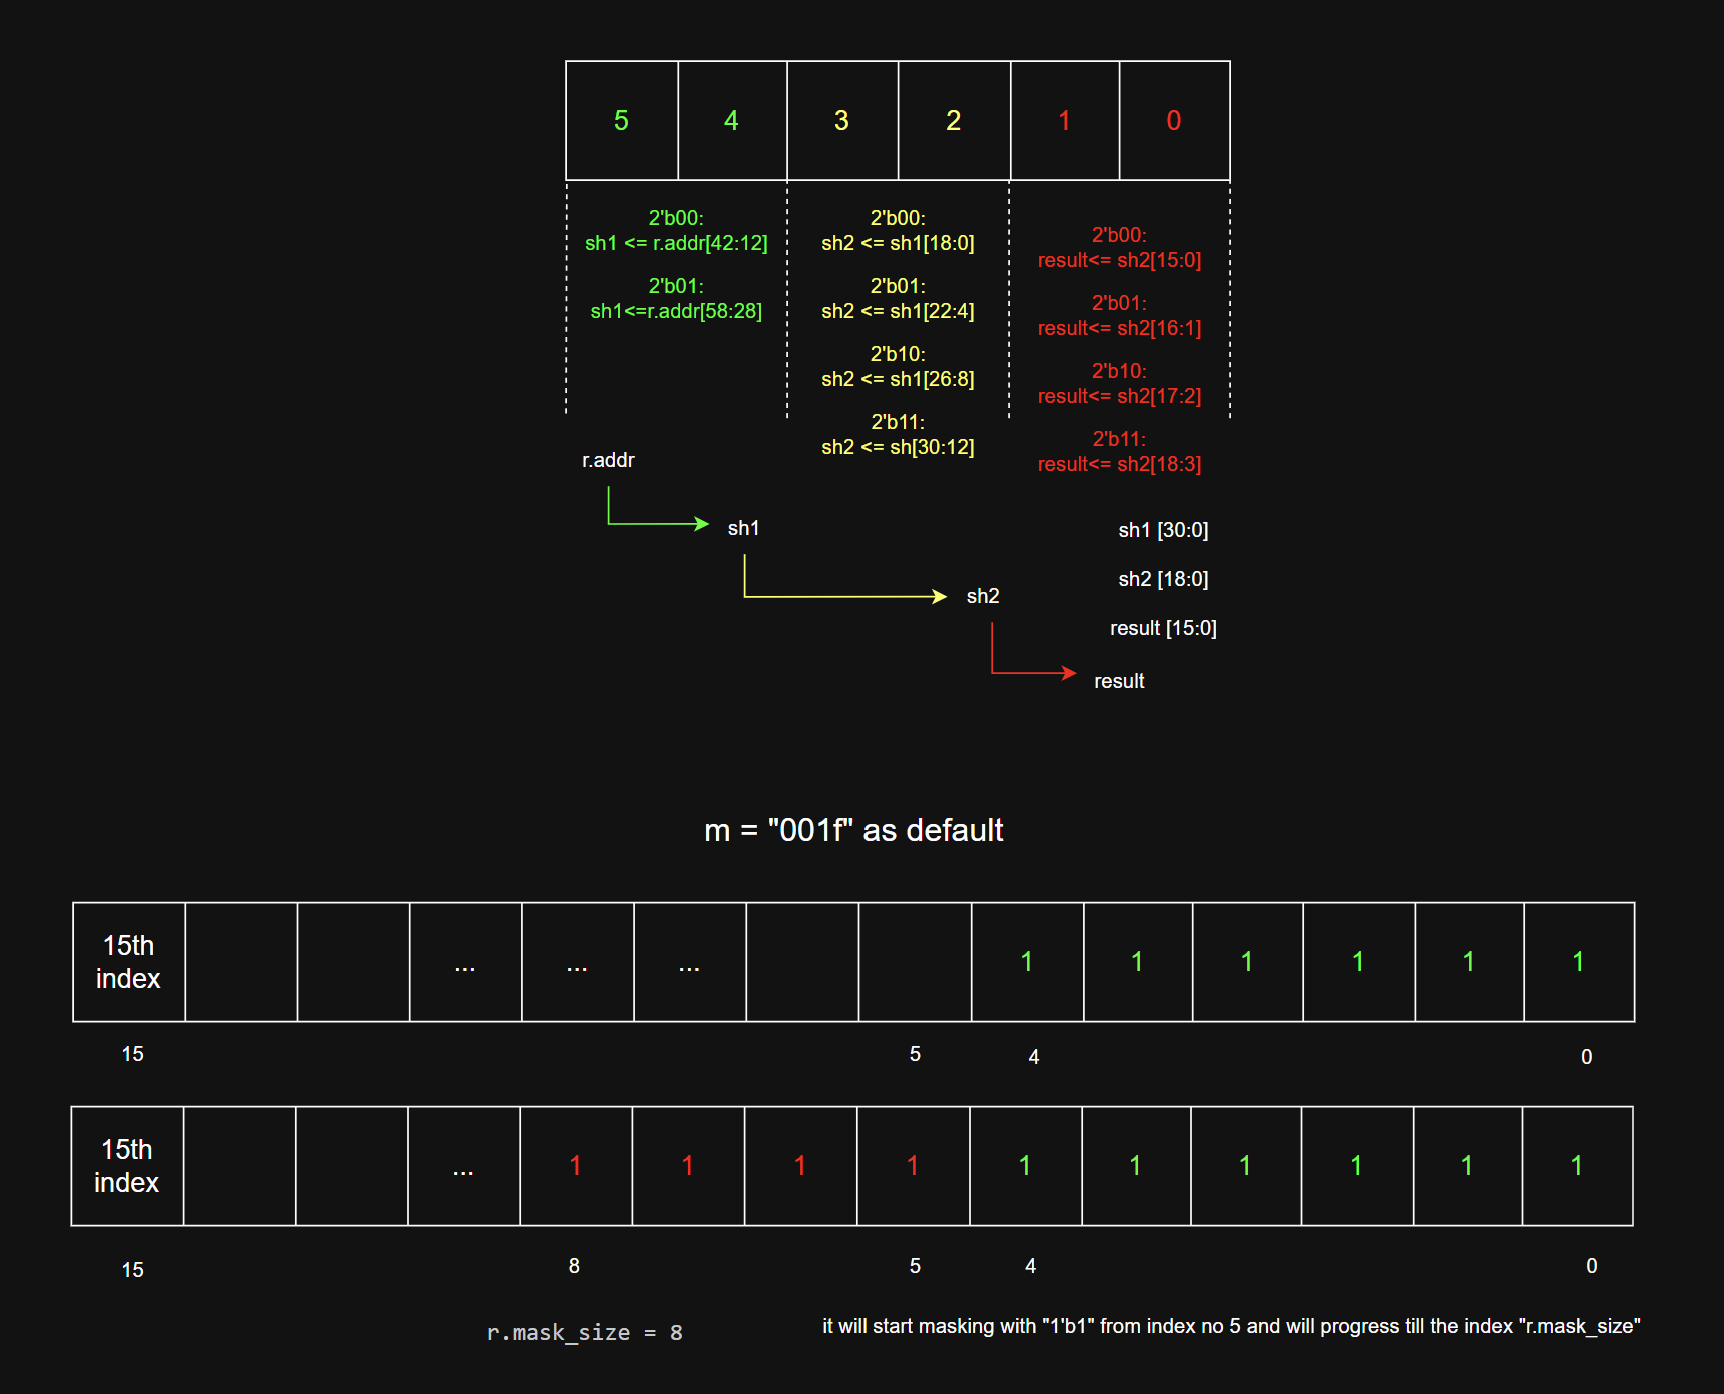 5 4 3 2 1 0
2'b00:
sh1 <= r.addr[42:12]
2'b01:
sh1<=r.addr[58:28]
2'b00:
sh2 <= sh1[18:0]
2'b01:
sh2 <= sh1[22:4]
2'b10:
sh2 <= sh1[26:8]
2'b11:
sh2 <= sh[30:12]
2'b00:
result<= sh2[15:0]
2'b01:
result<= sh2[16:1]
2'b10:
result<= sh2[17:2]
2'b11:
result<= sh2[18:3]
r.addr
sh1
sh2
result
sh1 [30:0]
sh2 [18:0]
result [15:0]
m = "001f" as default
15th
index
... ... ... 1 1 1 1 1 1
15 5 4 0
15th
index
... 1 1 1 1 1 1 1 1 1 1
15 8 5 4 0
r.mask_size = 8
it will start masking with "1'b1" from index no 5 and will progress till the index "r.mask_size"